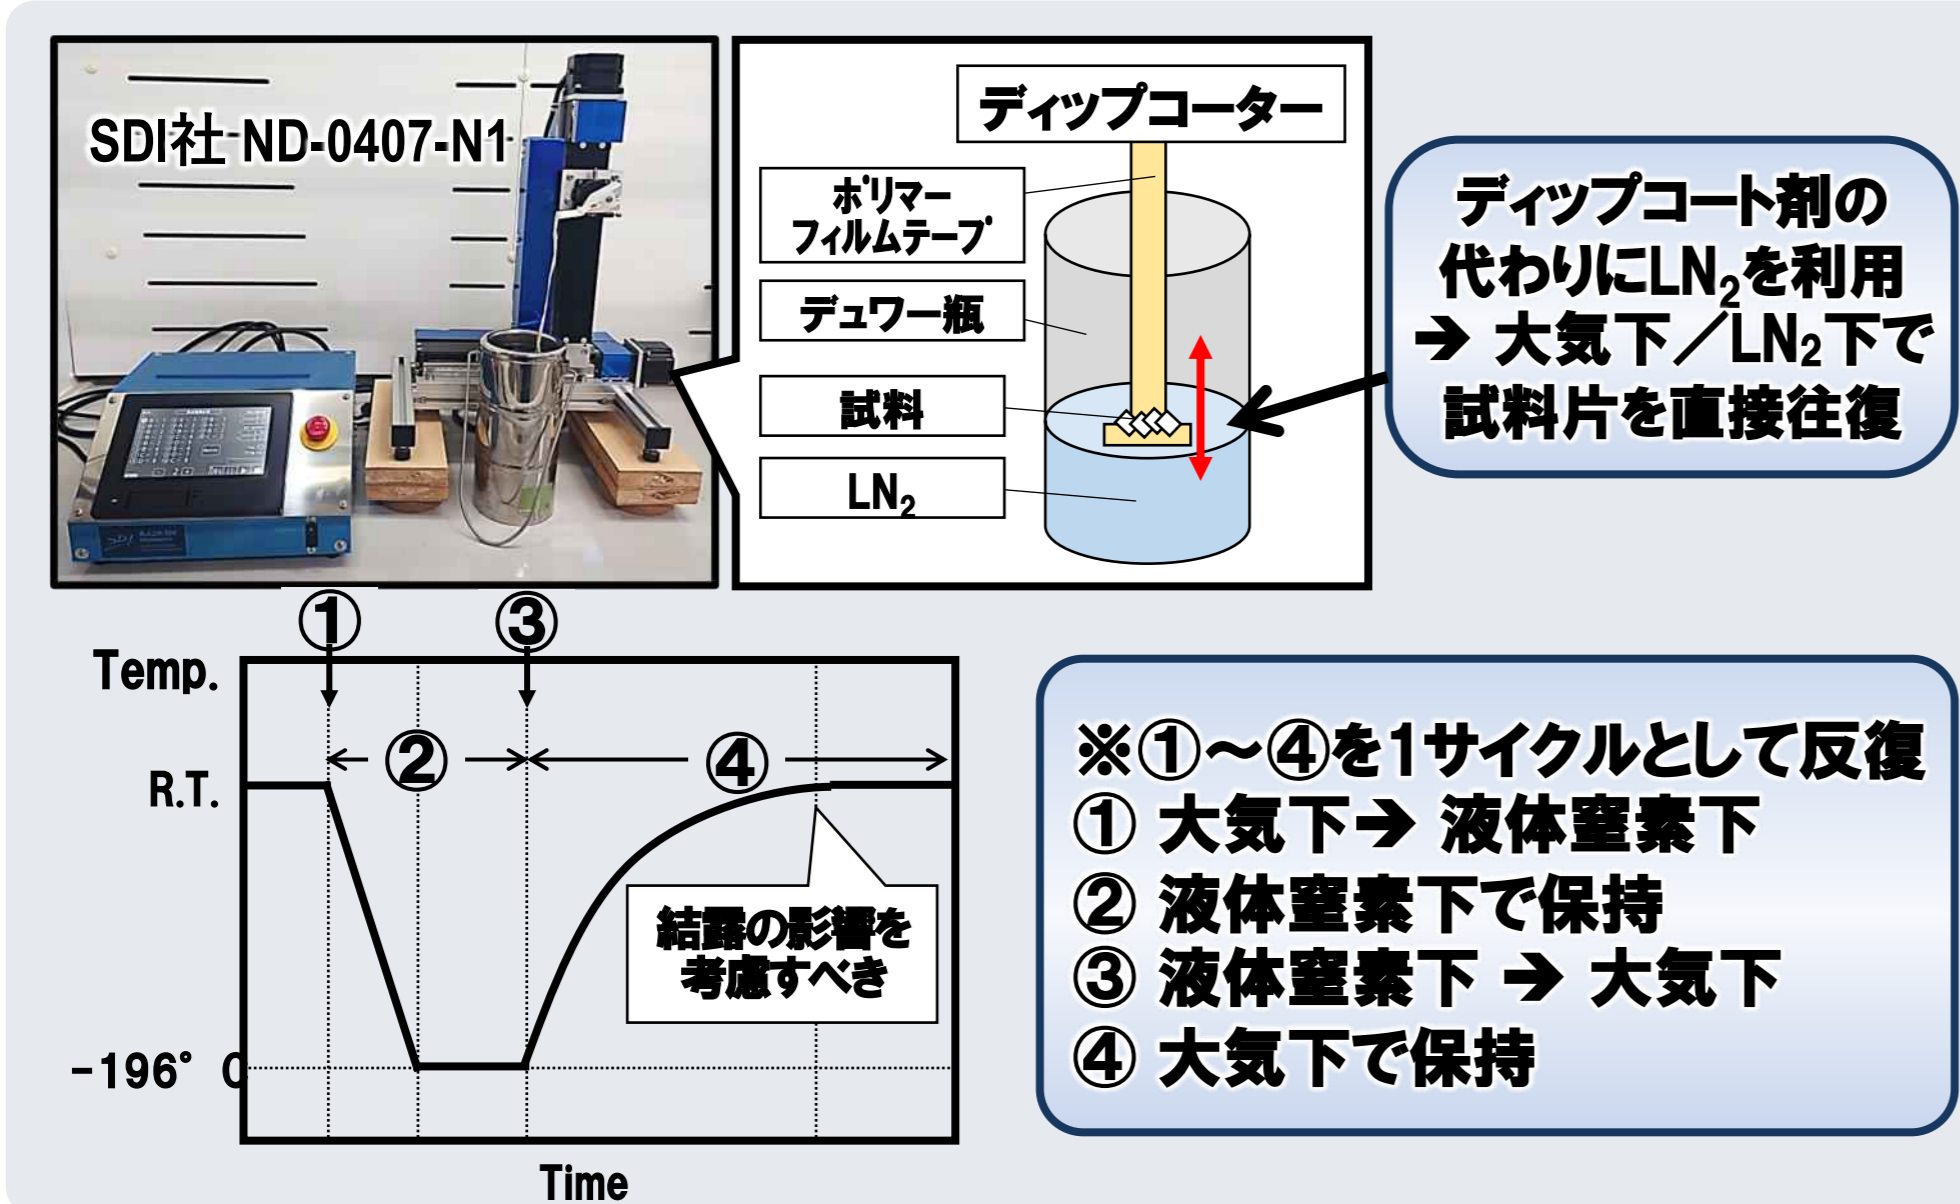 SDI社 ND-0407-N1
ディップコーター
ポリマー
フィルムテープ
デュワー瓶
試料
LN₂
ディップコート剤の
代わりにLN₂を利用
➔ 大気下／LN₂下で
試料片を直接往復
① ③
Temp.
② ④
R.T.
結露の影響を
考慮すべき
-196° C
Time
※①～④を1サイクルとして反復
① 大気下➔ 液体窒素下
② 液体窒素下で保持
③ 液体窒素下 ➔ 大気下
④ 大気下で保持